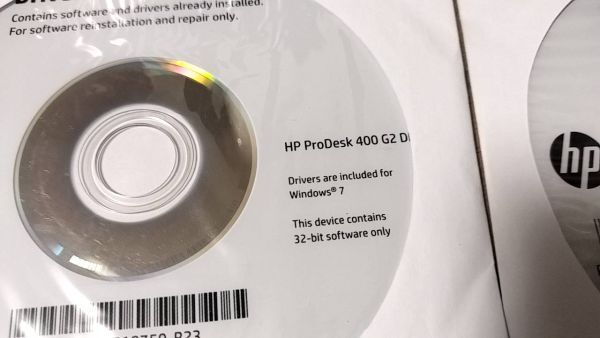 Contains software and drivers already installed.
For software reinstallation and repair only.
HP ProDesk 400 G2 D
Drivers are included for
Windows® 7
This device contains
32-bit software only
hp